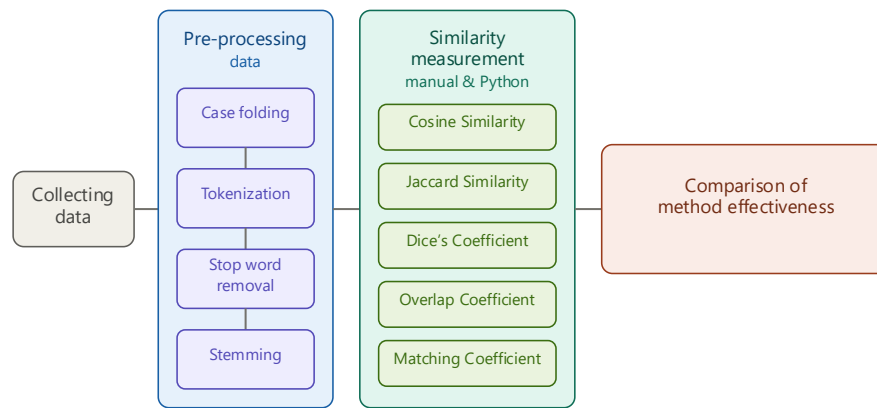 Collecting
data
Pre-processing
data
Case folding
Tokenization
Stop word
removal
Stemming
Similarity
measurement
manual & Python
Cosine Similarity
Jaccard Similarity
Dice’s Coefficient
Overlap Coefficient
Matching Coefficient
Comparison of
method effectiveness